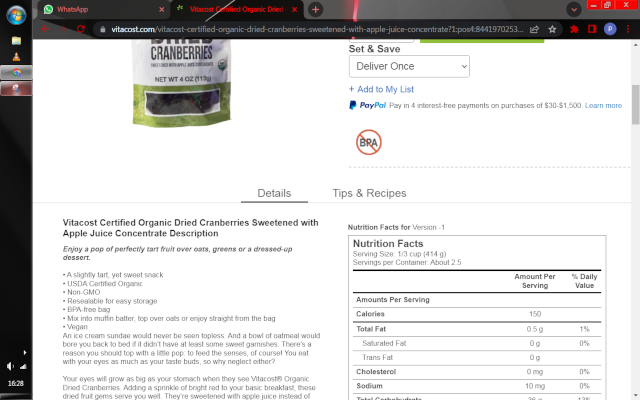 WhatsApp
Vitacost Certified Organic Dried
vitacost.com/vitacost-certified-organic-dried-cranberries-sweetened-with-apple-juice-concentrate?1;pos4:8441970253...
P
CRANBERRIES
SWEETENED WITH APPLE JUICE CONCENTRATE
NET WT 4 OZ (113g)
Set & Save
Deliver Once
+ Add to My List
PayPal Pay in 4 interest-free payments on purchases of $30-$1,500. Learn more
BPA
Details
Tips & Recipes
Vitacost Certified Organic Dried Cranberries Sweetened with
Apple Juice Concentrate Description
Enjoy a pop of perfectly tart fruit over oats, greens or a dressed-up
dessert.
• A slightly tart, yet sweet snack
• USDA Certified Organic
• Non-GMO
• Resealable for easy storage
• BPA-free bag
• Mix into muffin batter, top over oats or enjoy straight from the bag
• Vegan
An ice cream sundae would never be seen topless. And a bowl of oatmeal would
bore you back to bed if it didn't have at least some sweet garnishes. There's a
reason you should top with a little pop: to feed the senses, of course! You eat
with your eyes as much as your taste buds, so why neglect either?
Your eyes will grow as big as your stomach when they see Vitacost® Organic
Dried Cranberries. Adding a sprinkle of bright red to your basic breakfast, these
dried fruit gems serve you well. They're sweetened with apple juice instead of
Nutrition Facts for Version -1
Nutrition Facts
Serving Size: 1/3 cup (414 g)
Servings per Container: About 2.5
Amount Per Serving
% Daily Value
Amounts Per Serving
Calories 150
Total Fat 0.5 g 1%
Saturated Fat 0 g 0%
Trans Fat 0 g
Cholesterol 0 mg 0%
Sodium 10 mg 0%
Total Carbohydrate 36 g 13%
16:28